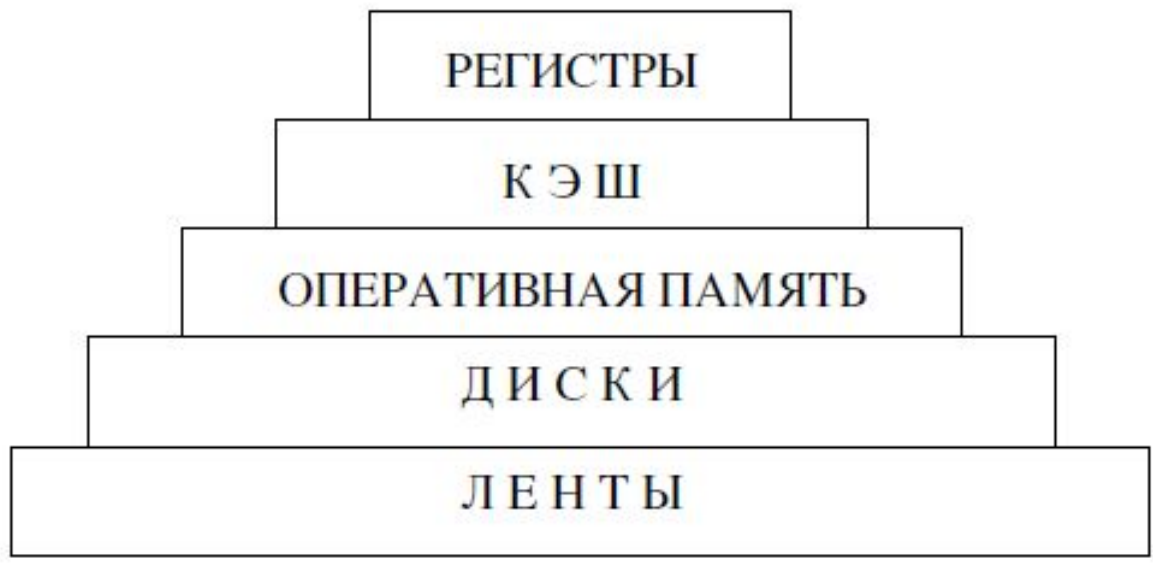 РЕГИСТРЫ
К Э Ш
ОПЕРАТИВНАЯ ПАМЯТЬ
Д И С К И
Л Е Н Т Ы